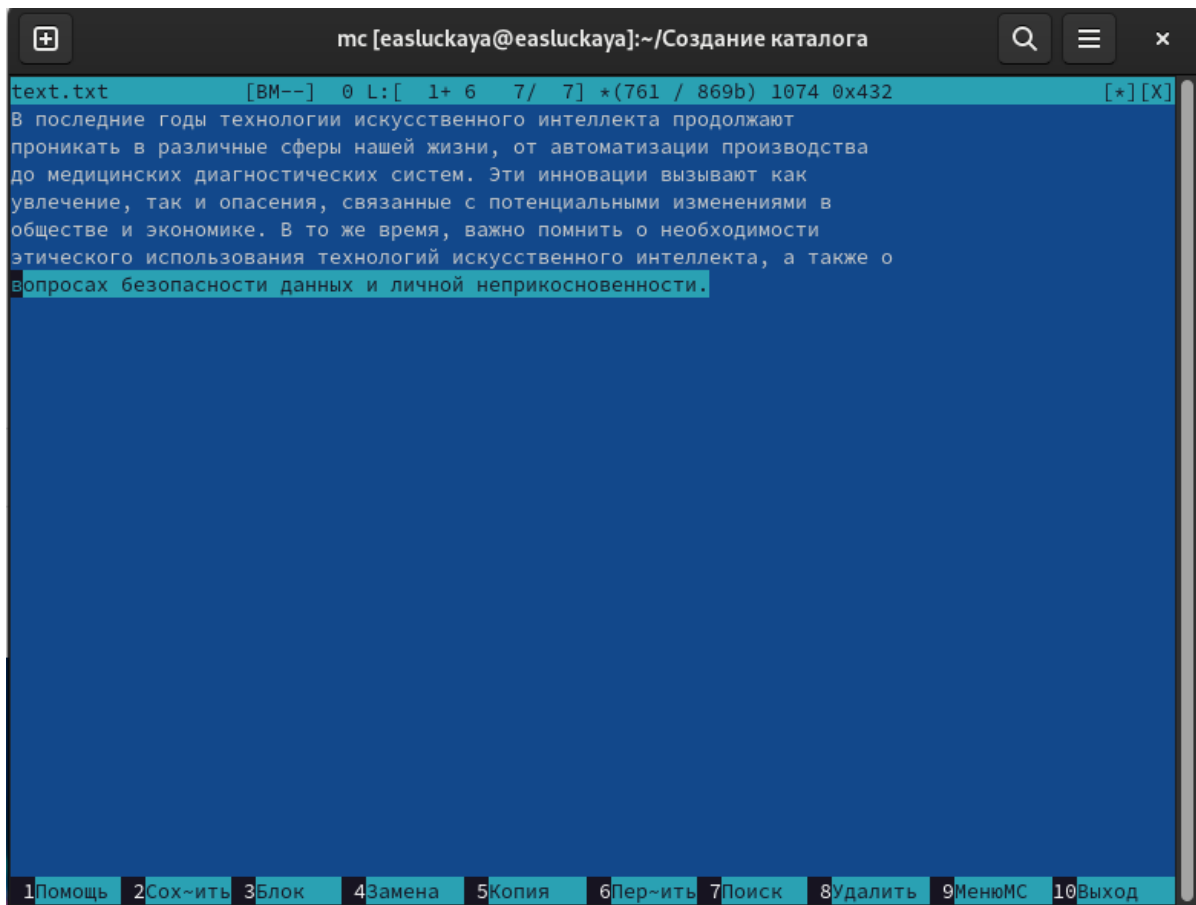 mc [easluckaya@easluckaya]:~/Создание каталога
text.txt [BM--] 0 L:[ 1+ 6 7/ 7] *(761 / 869b) 1074 0x432 [*][X]
В последние годы технологии искусственного интеллекта продолжают
проникать в различные сферы нашей жизни, от автоматизации производства
до медицинских диагностических систем. Эти инновации вызывают как
увлечение, так и опасения, связанные с потенциальными изменениями в
обществе и экономике. В то же время, важно помнить о необходимости
этического использования технологий искусственного интеллекта, а также о
вопросах безопасности данных и личной неприкосновенности.
1Помощь 2Сох~ить 3Блок 4Замена 5Копия 6Пер~ить 7Поиск 8Удалить 9МенюМС 10Выход